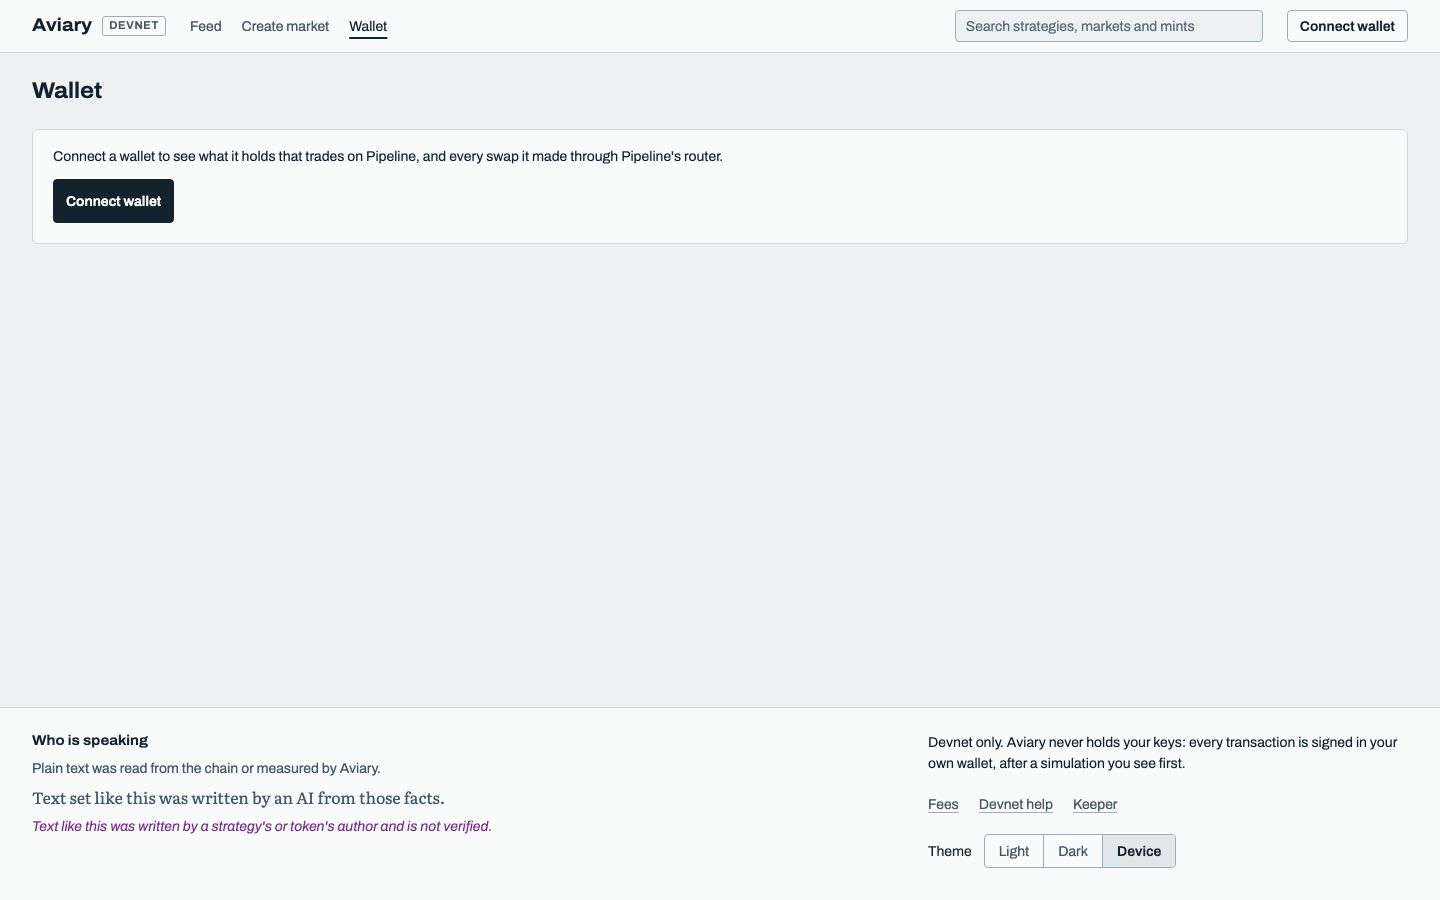 Aviary DEVNET Feed Create market Wallet Search strategies, markets and mints Connect wallet
Wallet
Connect a wallet to see what it holds that trades on Pipeline, and every swap it made through Pipeline's router.
Connect wallet
Who is speaking
Plain text was read from the chain or measured by Aviary.
Text set like this was written by an AI from those facts.
Text like this was written by a strategy's or token's author and is not verified.
Devnet only. Aviary never holds your keys: every transaction is signed in your
own wallet, after a simulation you see first.
Fees Devnet help Keeper
Theme Light Dark Device